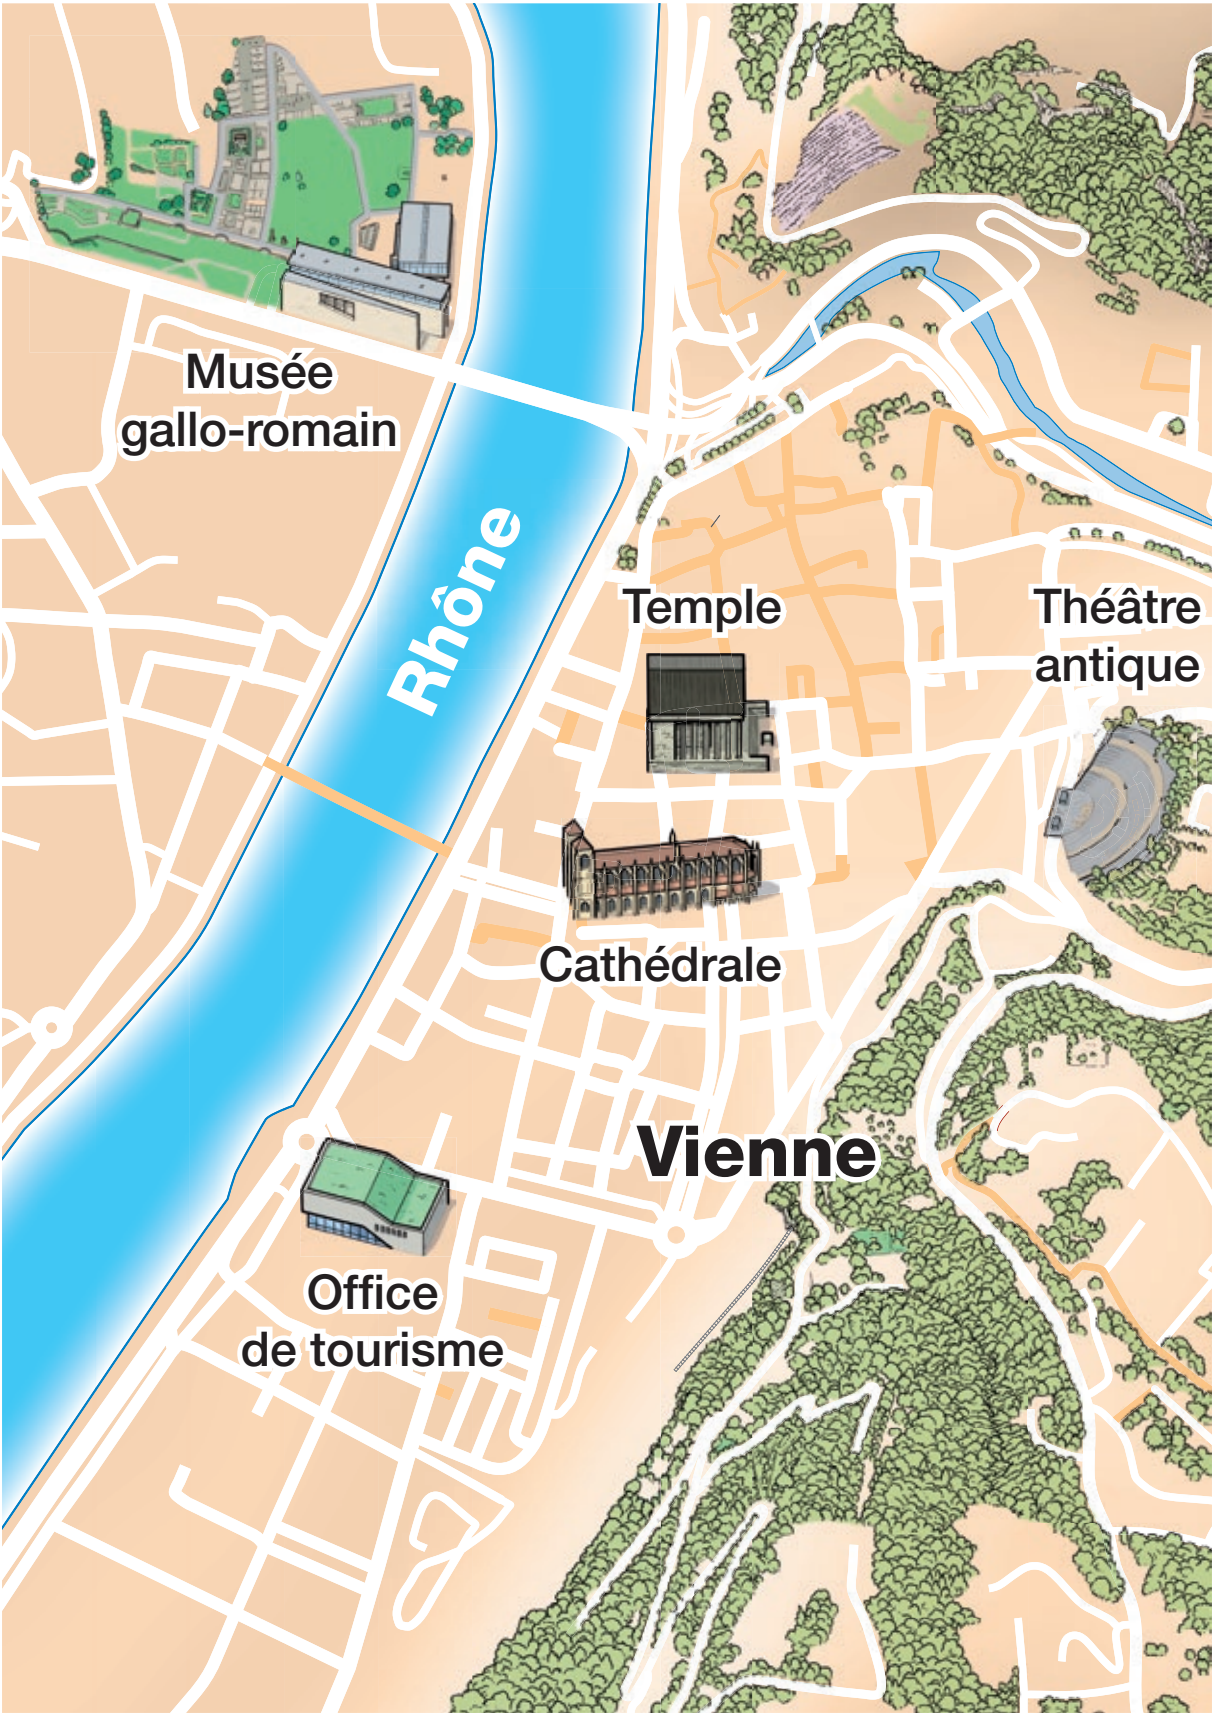 Musée
gallo-romain
Rhône
Temple
Théâtre
antique
Cathédrale
Vienne
Office
de tourisme